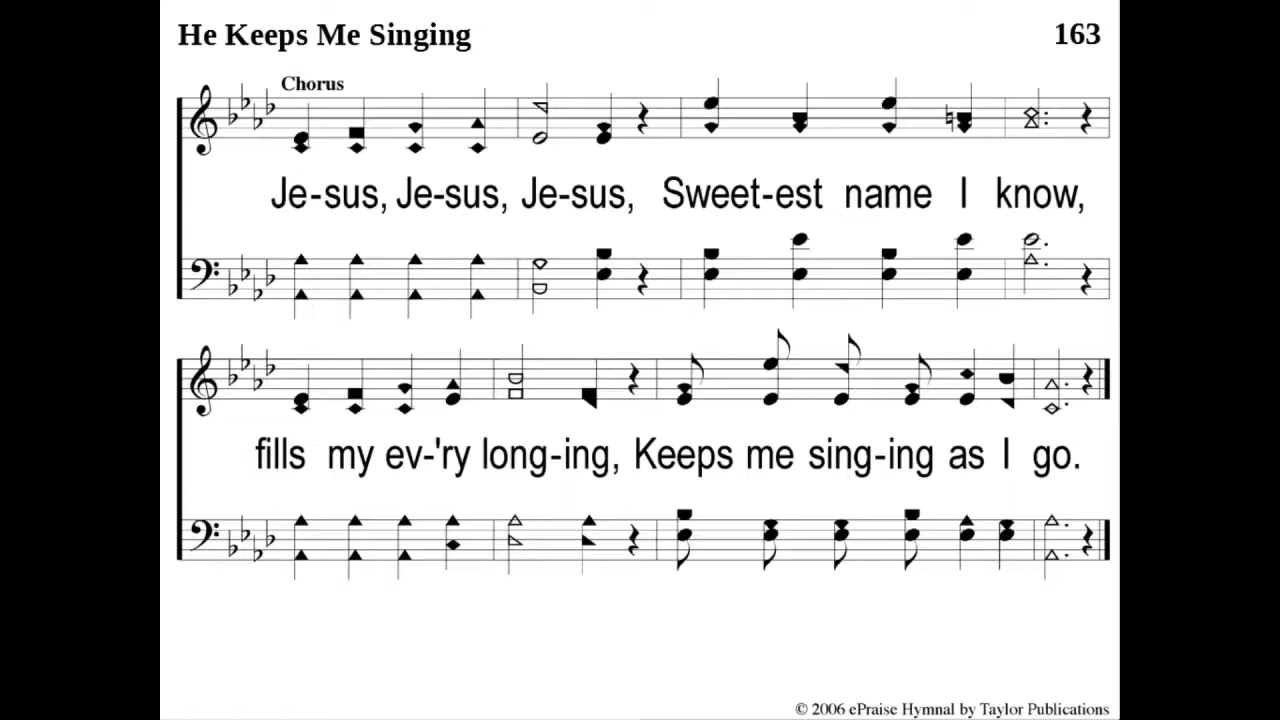 He Keeps Me Singing 163
Chorus
Je-sus, Je-sus, Je-sus, Sweet-est name I know,
fills my ev-'ry long-ing, Keeps me sing-ing as I go.
© 2006 ePraise Hymnal by Taylor Publications